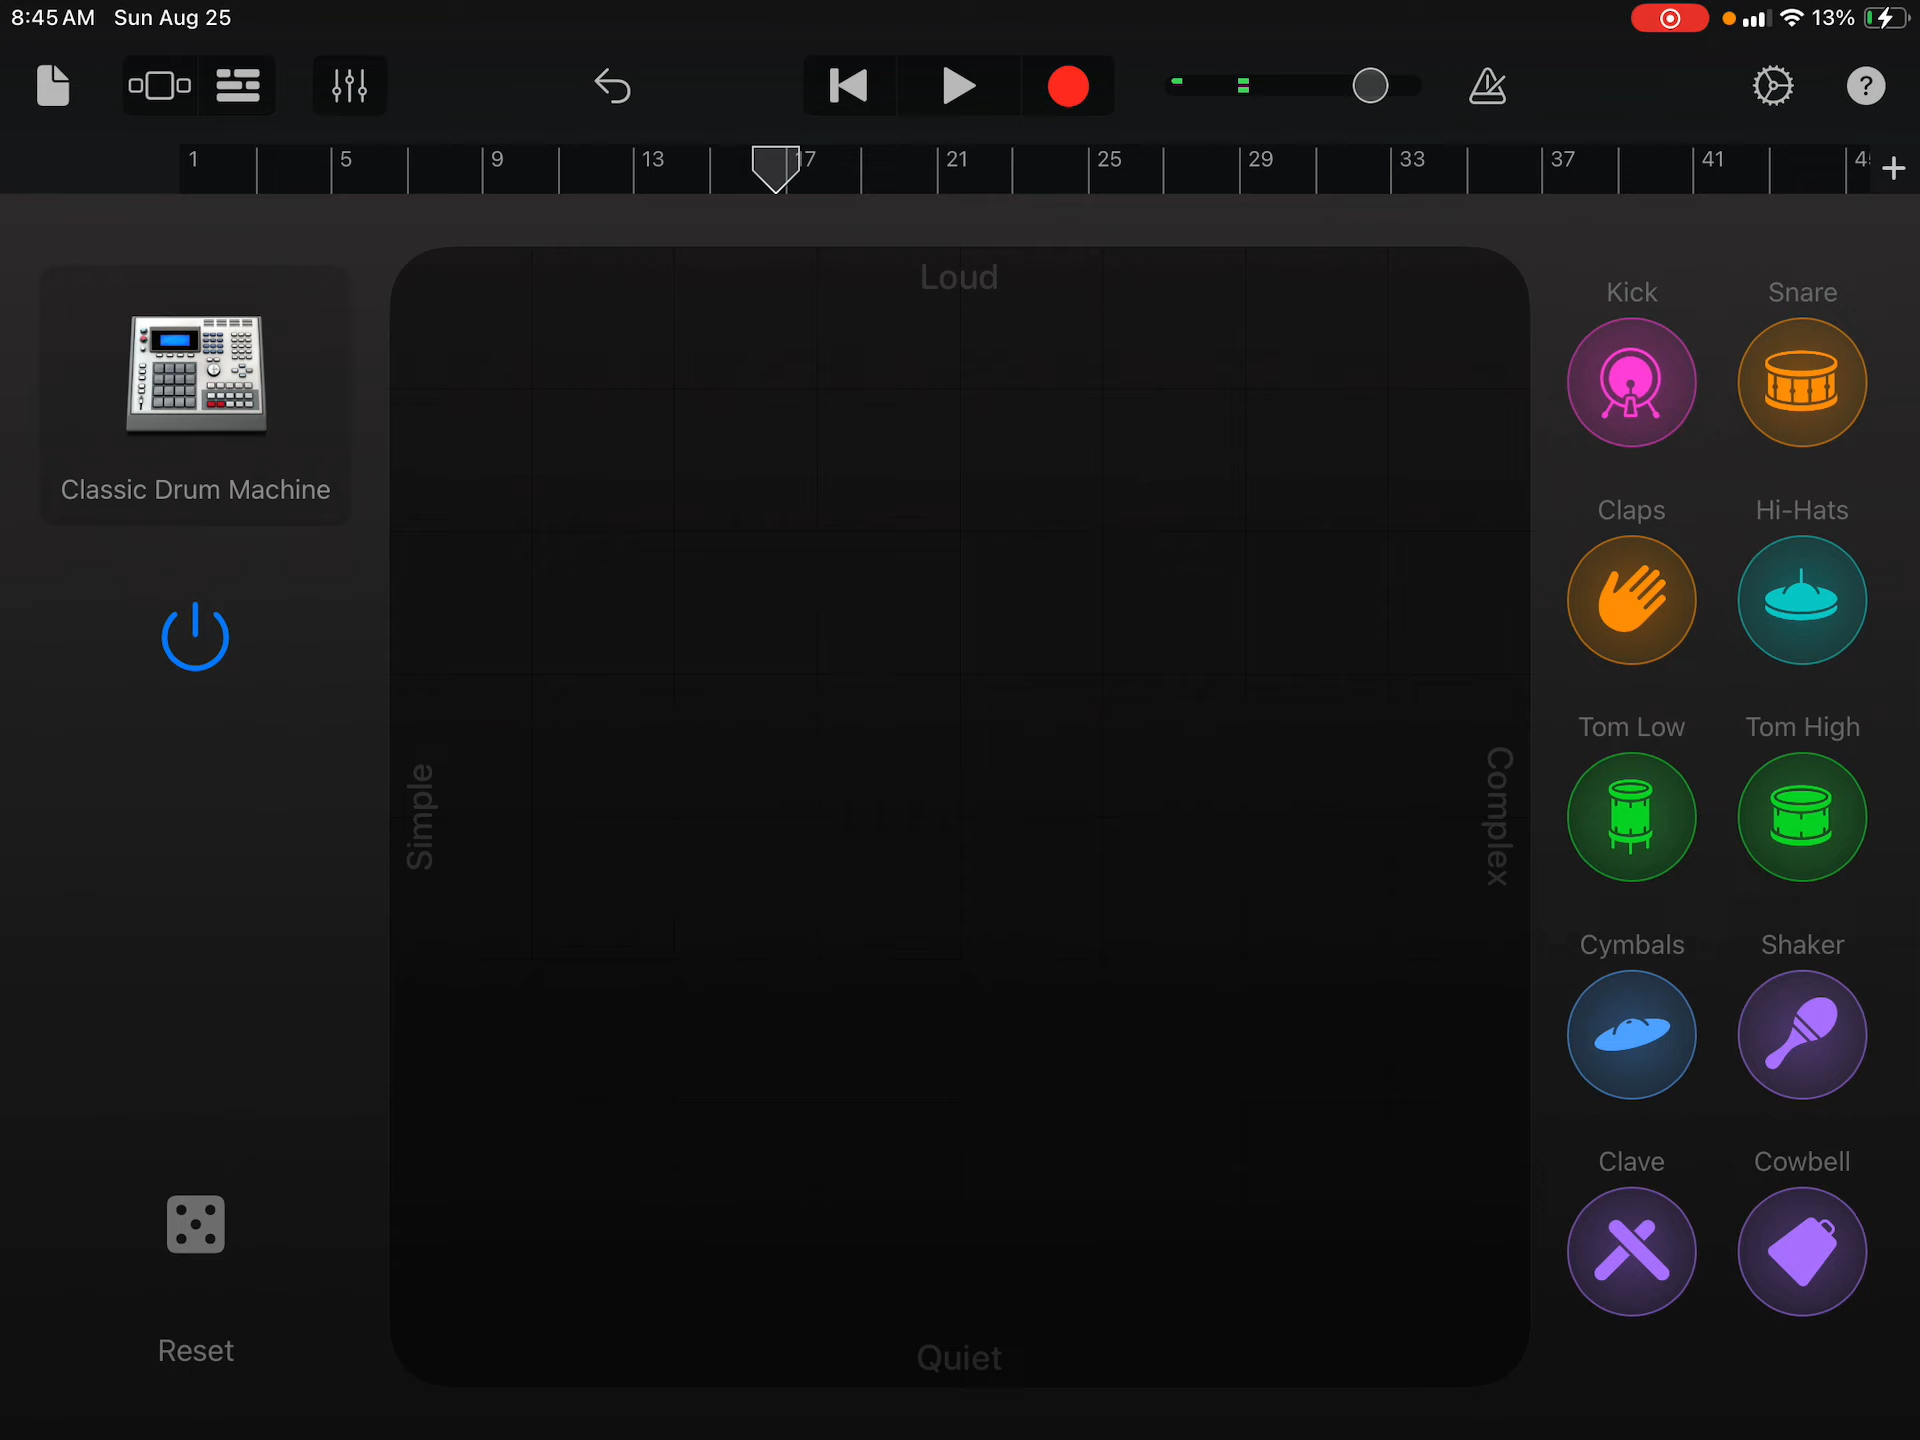 8:45 AM Sun Aug 25
13%
1 5 9 13 17 21 25 29 33 37 41
Loud
Kick Snare
Classic Drum Machine
Claps Hi-Hats
Tom Low Tom High
Simple
Complex
Cymbals Shaker
Clave Cowbell
Reset
Quiet